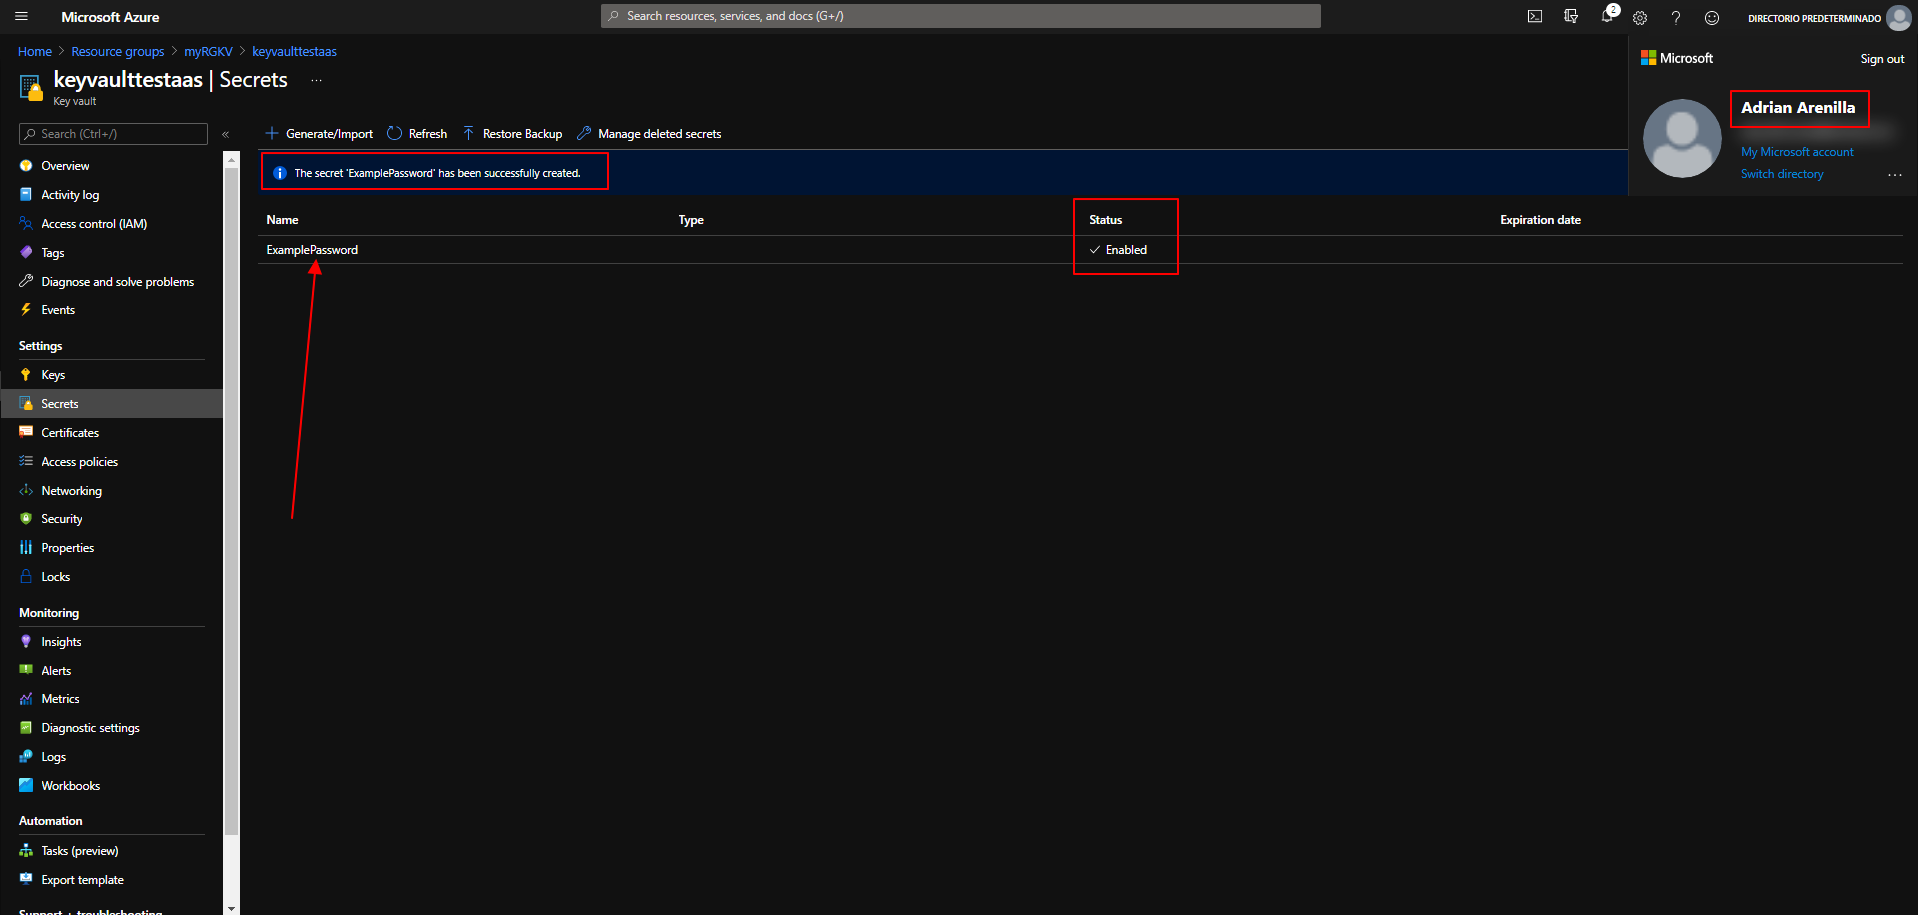 Microsoft Azure
Search resources, services, and docs (G+/)
2
DIRECTORIO PREDETERMINADO
Home > Resource groups > myRGKV > keyvaulttestaas
keyvaulttestaas | Secrets ...
Key vault
Microsoft
Sign out
Adrian Arenilla
My Microsoft account
Switch directory
...
Search (Ctrl+/)
«
Overview
Activity log
Access control (IAM)
Tags
Diagnose and solve problems
Events
Settings
Keys
Secrets
Certificates
Access policies
Networking
Security
Properties
Locks
Monitoring
Insights
Alerts
Metrics
Diagnostic settings
Logs
Workbooks
Automation
Tasks (preview)
Export template
Support + troubleshooting
Generate/Import Refresh Restore Backup Manage deleted secrets
The secret 'ExamplePassword' has been successfully created.
Name Type Status Expiration date
ExamplePassword Enabled